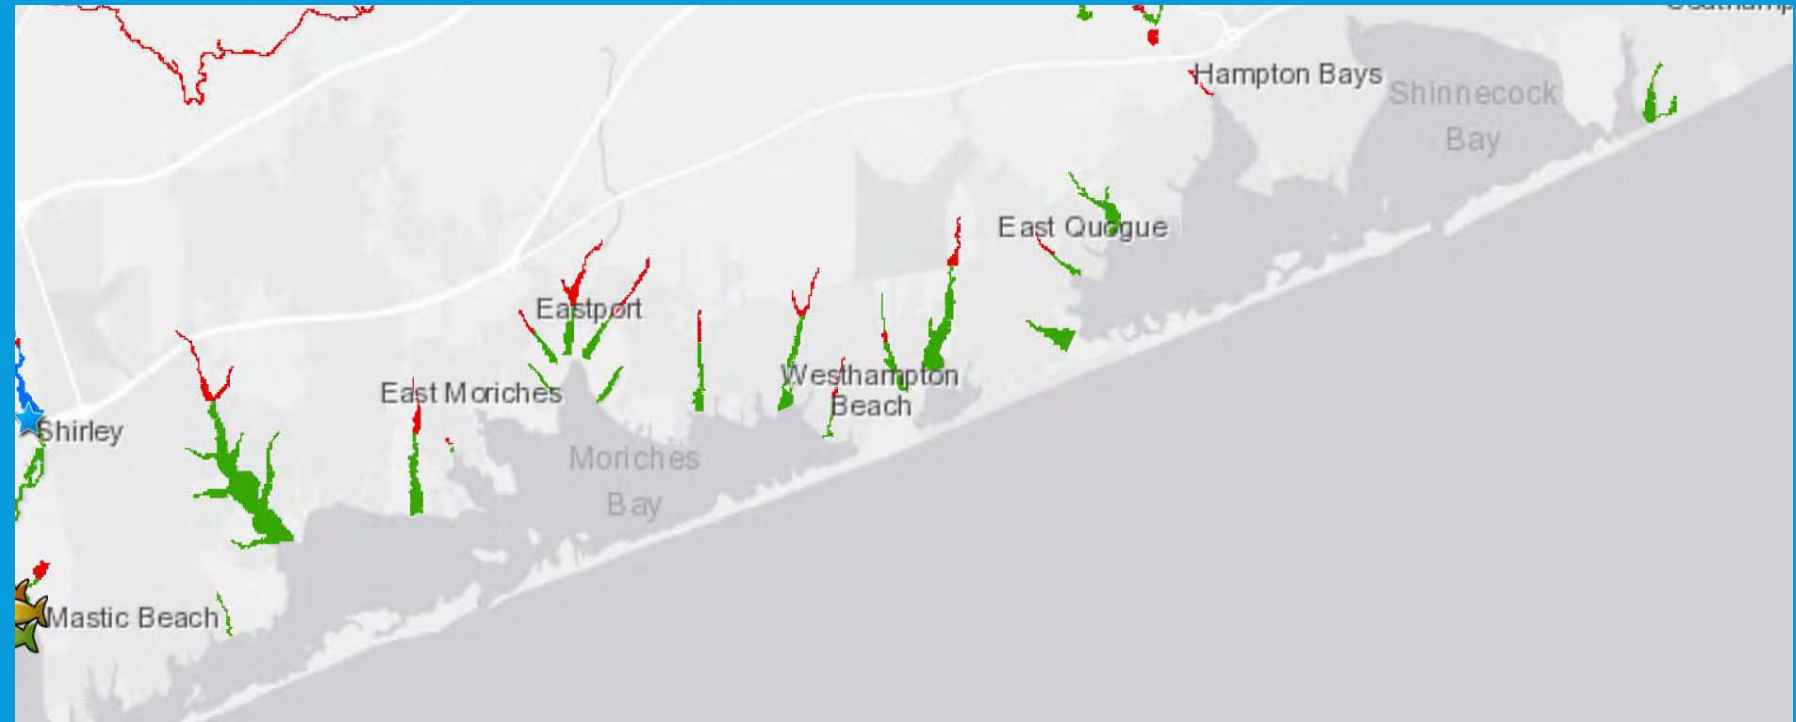 Hampton Bays
Shinnecock
Bay
East Quogue
Eastport
East Moriches
Westhampton
Beach
Shirley
Moriches
Bay
Mastic Beach